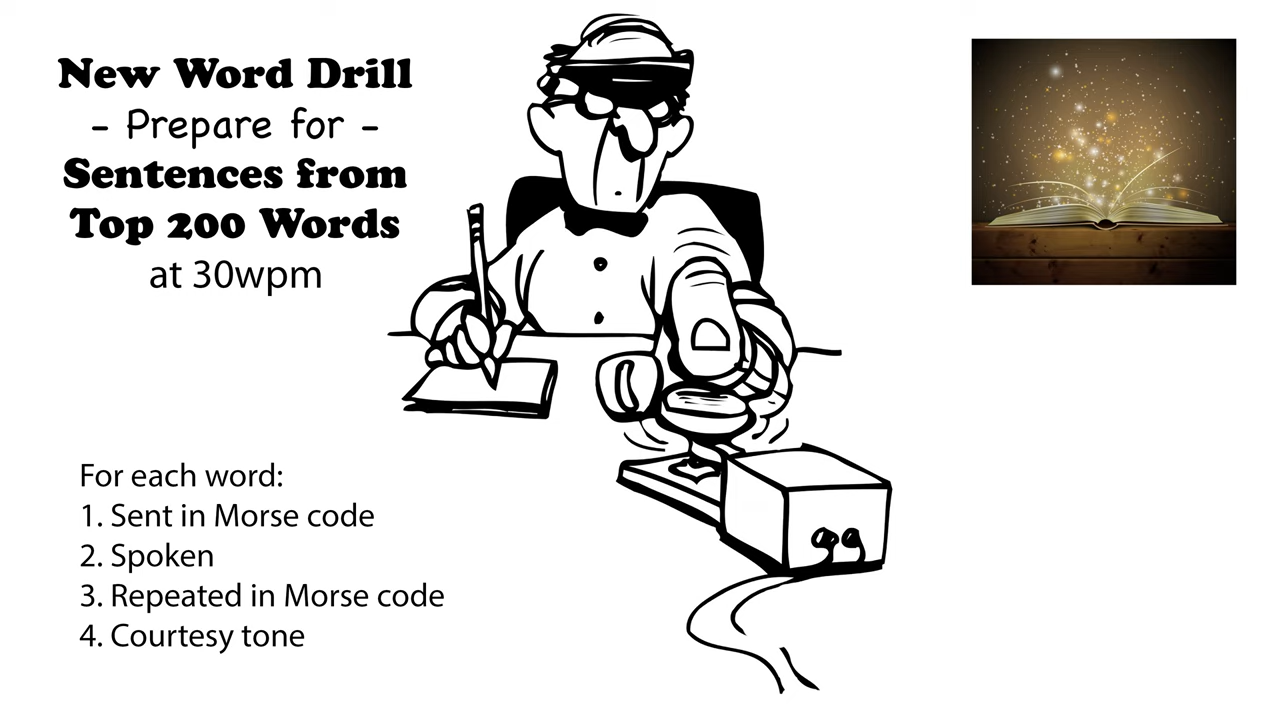 New Word Drill
- Prepare for -
Sentences from
Top 200 Words
at 30wpm
For each word:
1. Sent in Morse code
2. Spoken
3. Repeated in Morse code
4. Courtesy tone